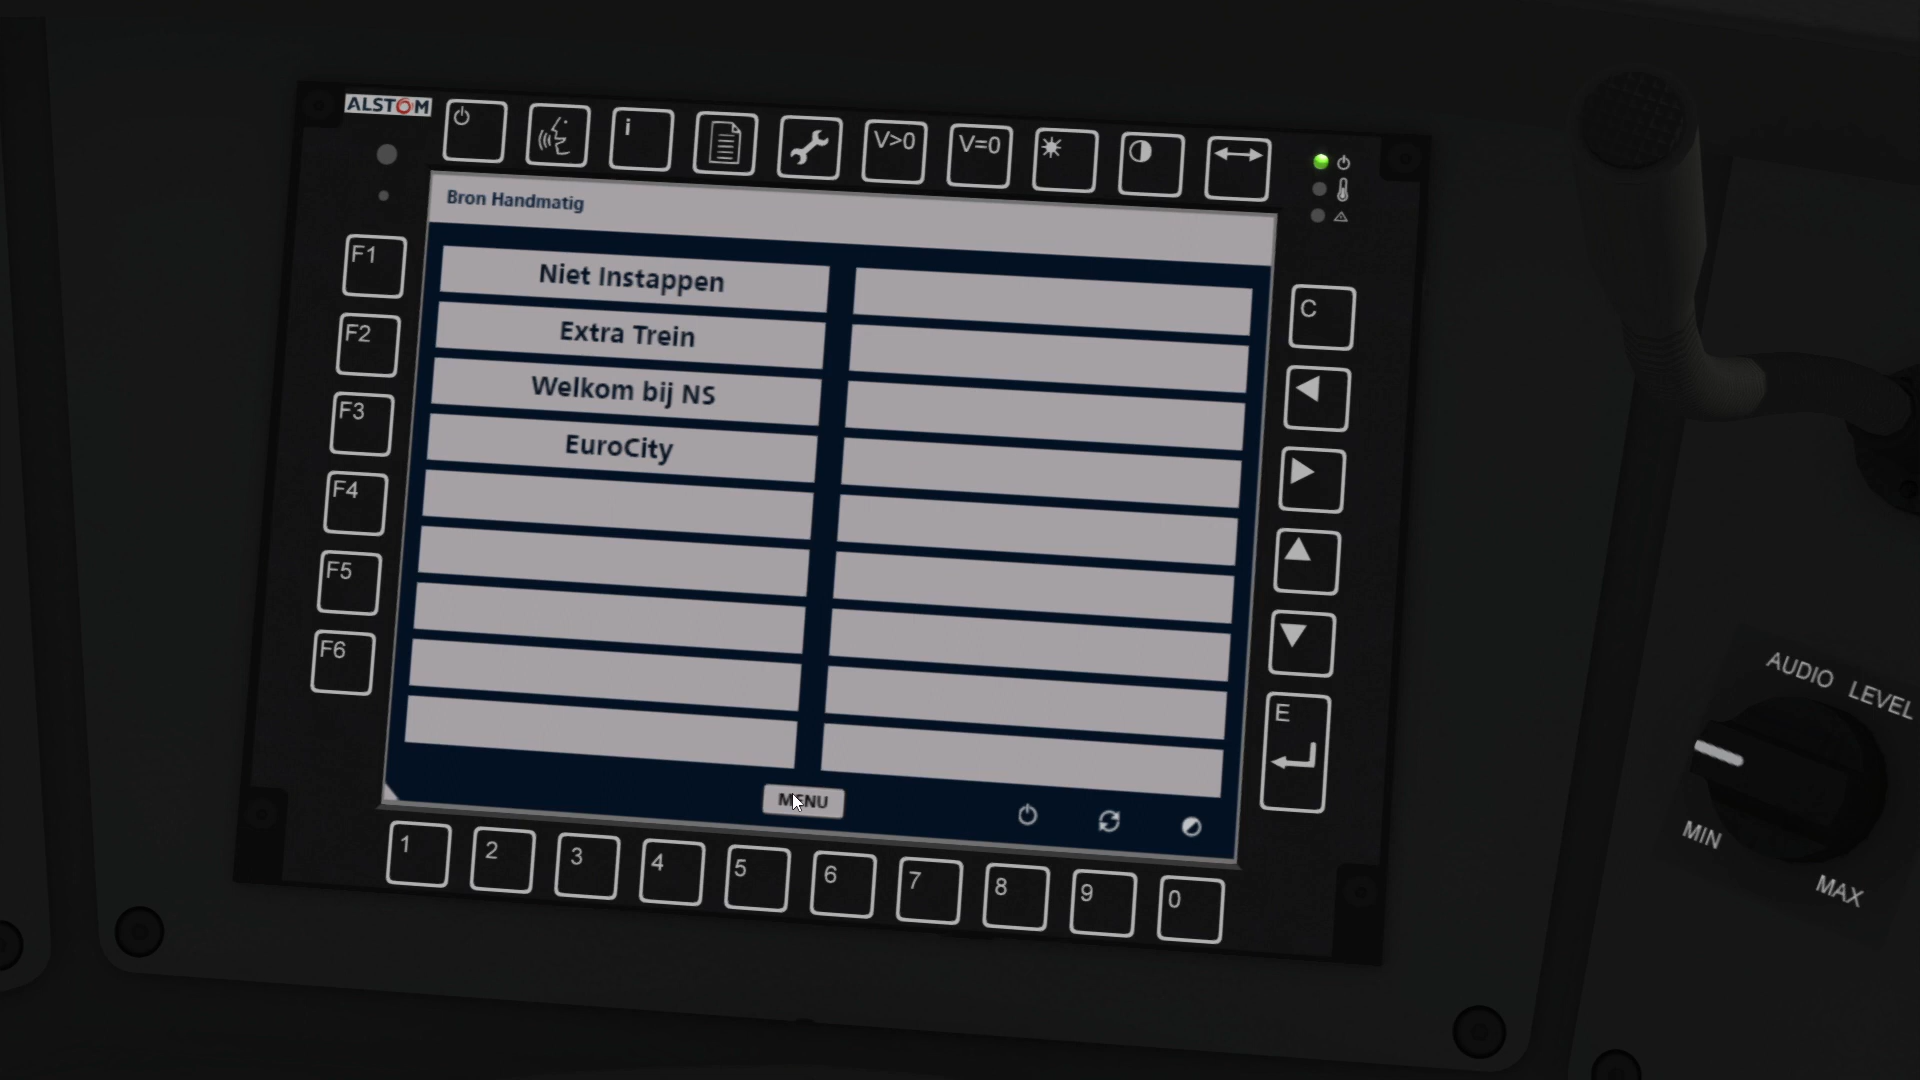 ALSTOM
i
V>0
V=0
Bron Handmatig
F1
F2
F3
F4
F5
F6
Niet Instappen
Extra Trein
Welkom bij NS
EuroCity
C
E
MENU
1
2
3
4
5
6
7
8
9
0
AUDIO LEVEL
MIN
MAX